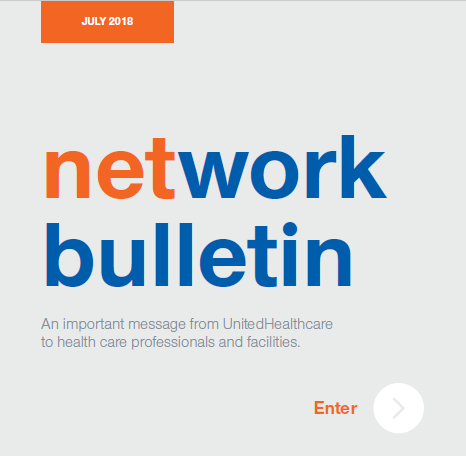 JULY 2018
network
bulletin
An important message from UnitedHealthcare
to health care professionals and facilities.
Enter